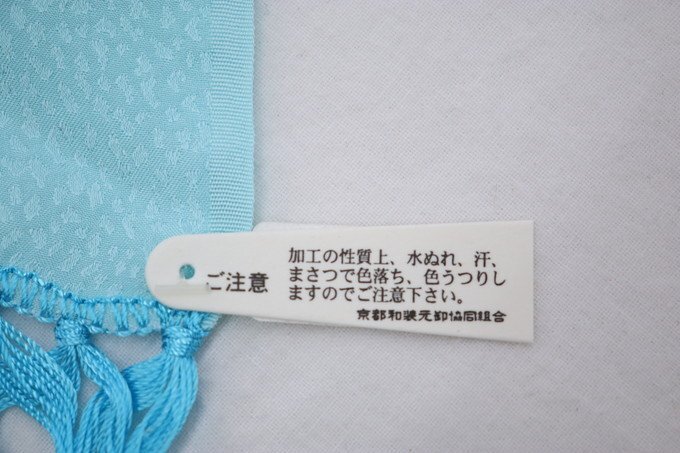 ご注意
加工の性質上、水ぬれ、汗、
まさつで色落ち、色うつりし
ますのでご注意下さい。
京都和装元卸協同組合